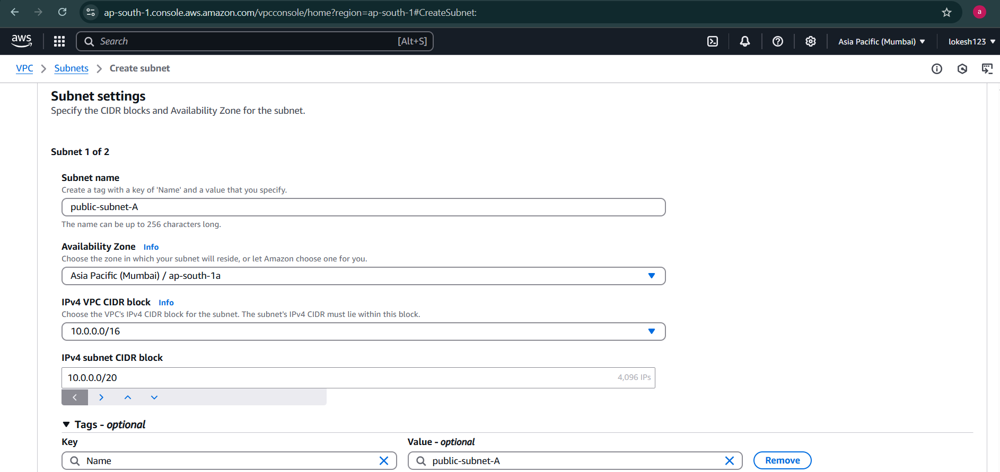 ap-south-1.console.aws.amazon.com/vpcconsole/home?region=ap-south-1#CreateSubnet:
a
aws
Search [Alt+S]
Asia Pacific (Mumbai)
lokesh123
VPC > Subnets > Create subnet
Subnet settings
Specify the CIDR blocks and Availability Zone for the subnet.
Subnet 1 of 2
Subnet name
Create a tag with a key of 'Name' and a value that you specify.
public-subnet-A
The name can be up to 256 characters long.
Availability Zone Info
Choose the zone in which your subnet will reside, or let Amazon choose one for you.
Asia Pacific (Mumbai) / ap-south-1a
IPv4 VPC CIDR block Info
Choose the VPC's IPv4 CIDR block for the subnet. The subnet's IPv4 CIDR must lie within this block.
10.0.0.0/16
IPv4 subnet CIDR block
10.0.0.0/20 4,096 IPs
Tags - optional
Key Value - optional
Name public-subnet-A Remove